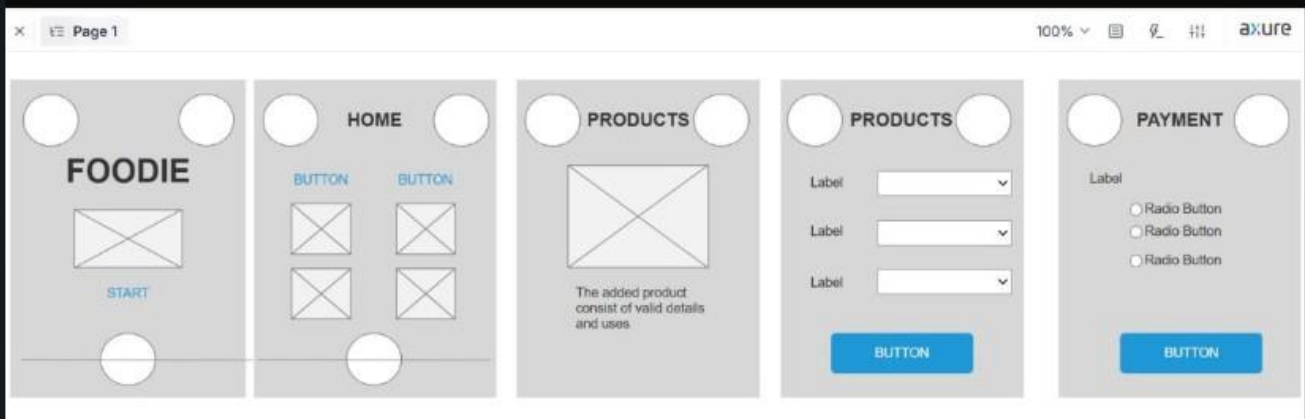 Page 1
100%
axure
FOODIE
START
HOME
BUTTON BUTTON
PRODUCTS
The added product
consist of valid details
and uses
PRODUCTS
Label
Label
Label
BUTTON
PAYMENT
Label
Radio Button
Radio Button
Radio Button
BUTTON